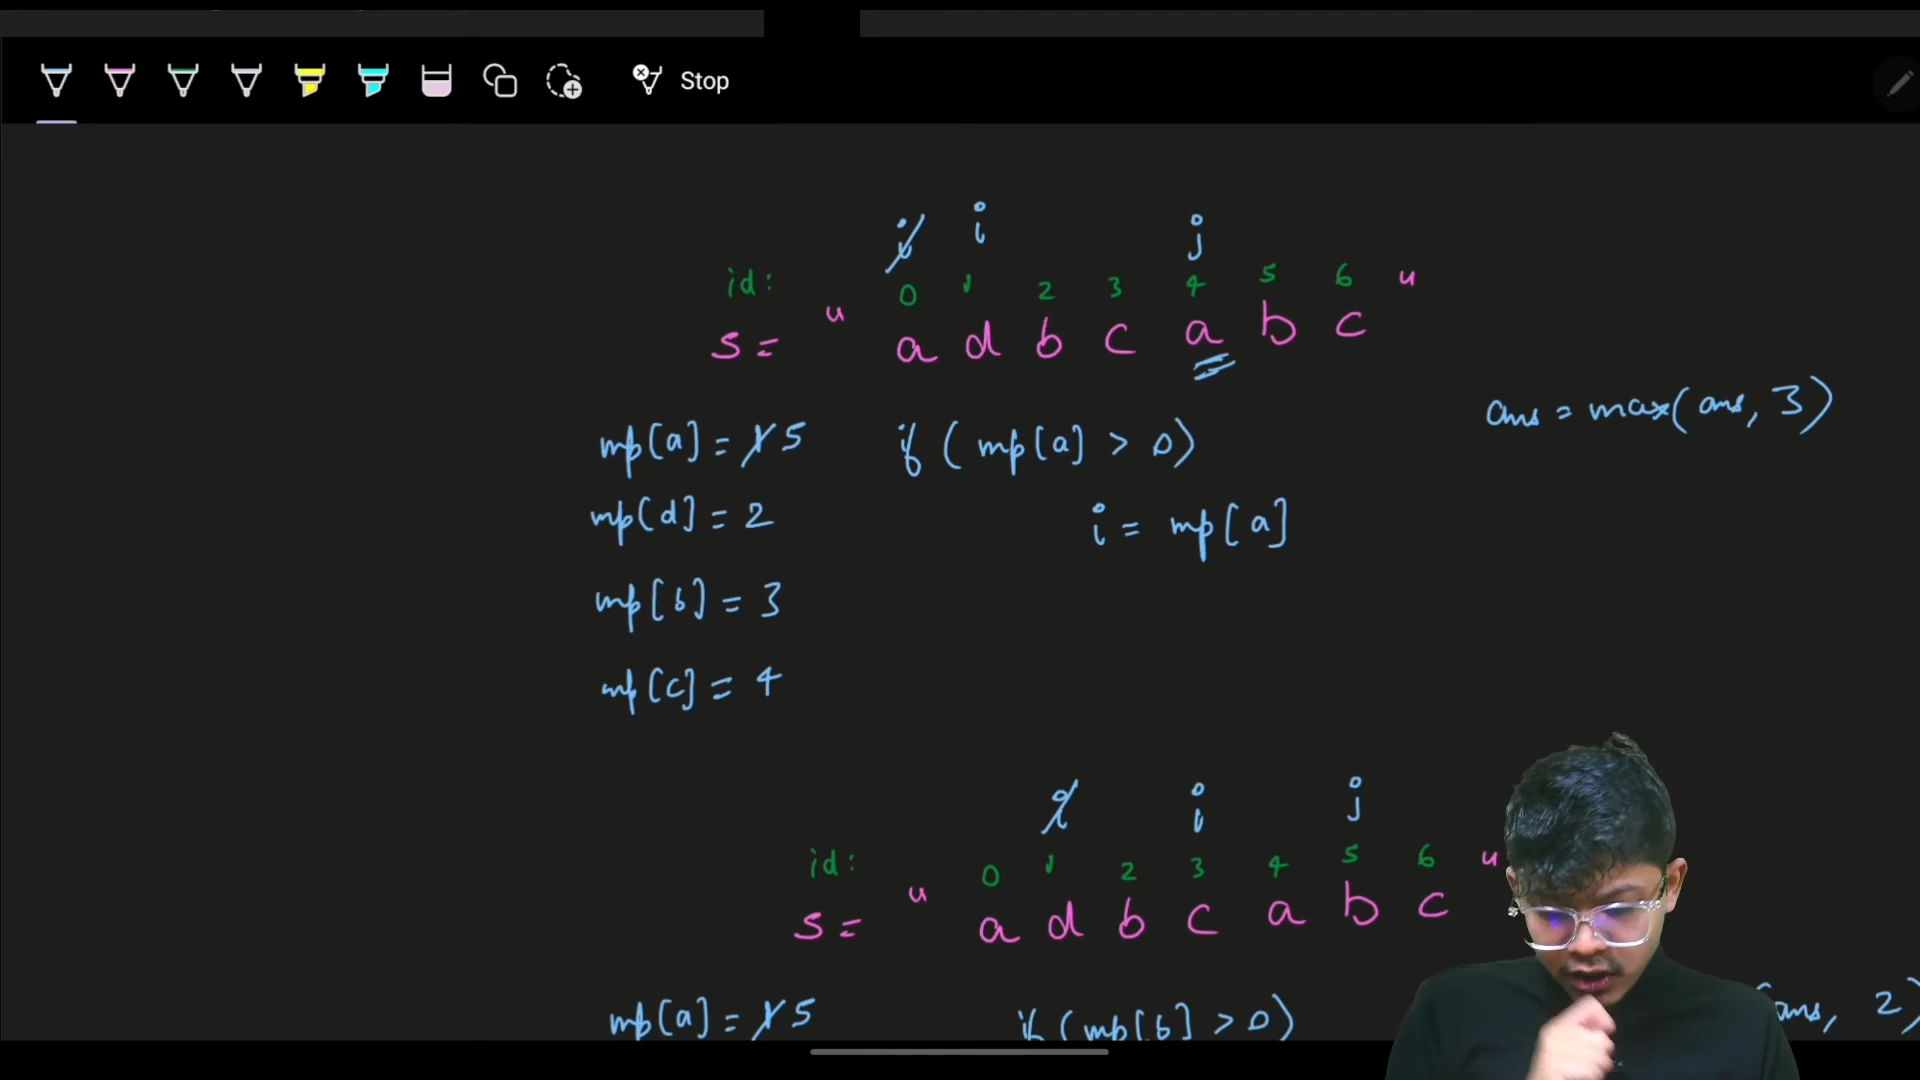 Stop
i i j
id: 0 1 2 3 4 5 6
s = " a d b c a b c "
ans = max(ans, 3)
mp[a] = 1 5 if (mp[a] > 0)
mp[d] = 2 i = mp[a]
mp[b] = 3
mp[c] = 4
i i j
id: 0 1 2 3 4 5 6
s = " a d b c a b c "
mp[a] = 1 5 if (mp[b] > 0) (ans, 2)